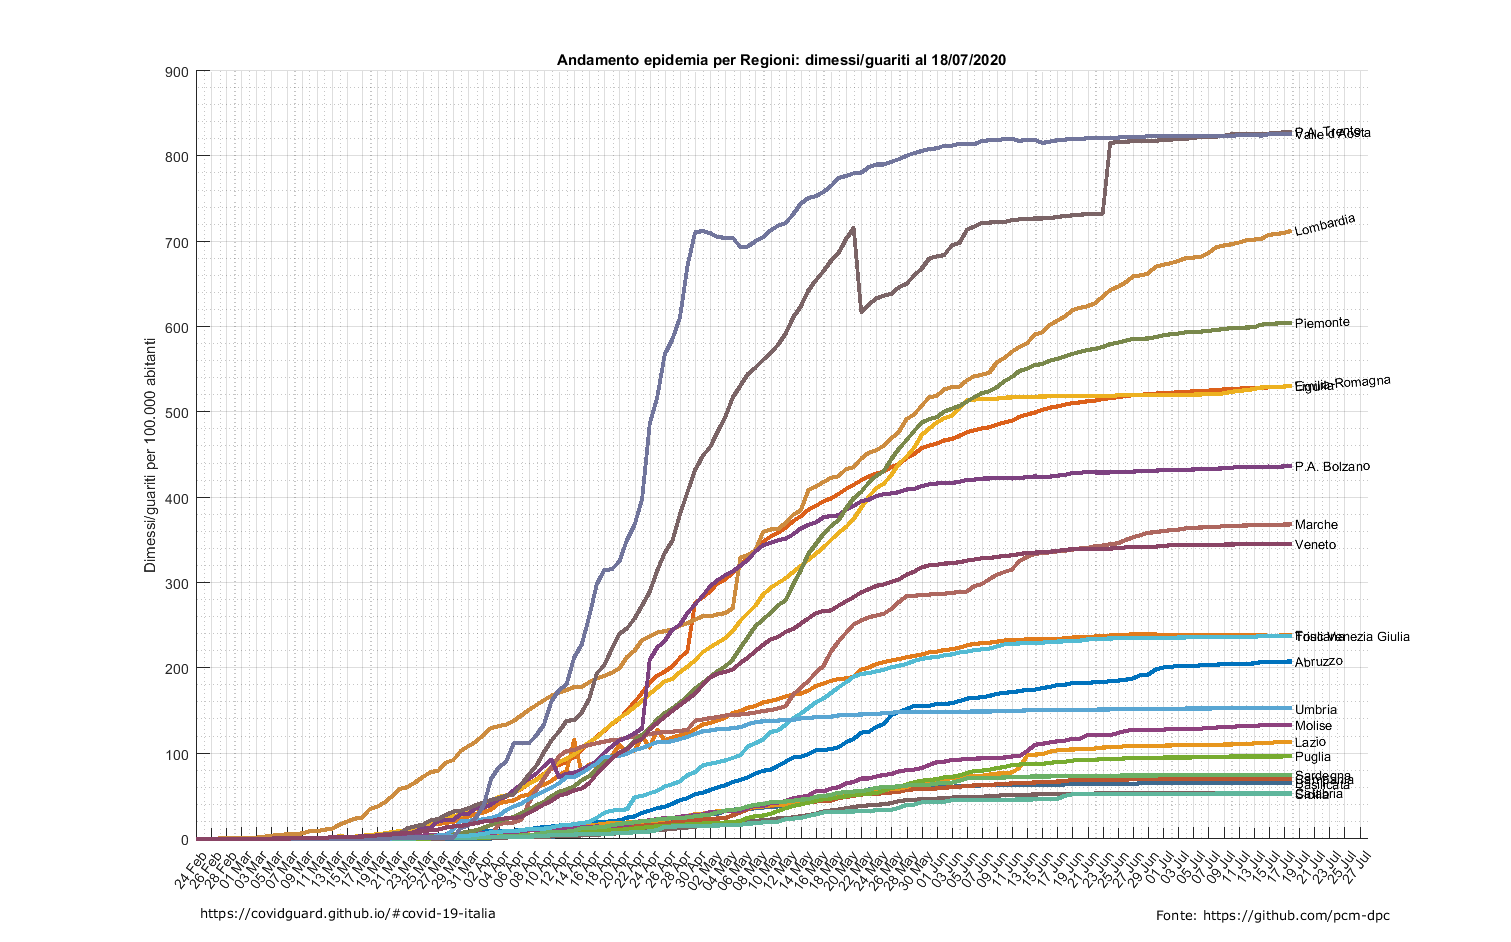 Andamento epidemia per Regioni: dimessi/guariti al 18/07/2020
Dimessi/guariti per 100.000 abitanti
900
800
700
600
500
400
300
200
100
0
P.A. Trento
Valle d'Aosta
Lombardia
Piemonte
Emilia-Romagna
Liguria
P.A. Bolzano
Marche
Veneto
Friuli Venezia Giulia
Toscana
Abruzzo
Umbria
Molise
Lazio
Puglia
Sardegna
Campania
Basilicata
Calabria
Sicilia
24 Feb
26 Feb
28 Feb
01 Mar
03 Mar
05 Mar
07 Mar
09 Mar
11 Mar
13 Mar
15 Mar
17 Mar
19 Mar
21 Mar
23 Mar
25 Mar
27 Mar
29 Mar
31 Mar
02 Apr
04 Apr
06 Apr
08 Apr
10 Apr
12 Apr
14 Apr
16 Apr
18 Apr
20 Apr
22 Apr
24 Apr
26 Apr
28 Apr
30 Apr
02 May
04 May
06 May
08 May
10 May
12 May
14 May
16 May
18 May
20 May
22 May
24 May
26 May
28 May
30 May
01 Jun
03 Jun
05 Jun
07 Jun
09 Jun
11 Jun
13 Jun
15 Jun
17 Jun
19 Jun
21 Jun
23 Jun
25 Jun
27 Jun
29 Jun
01 Jul
03 Jul
05 Jul
07 Jul
09 Jul
11 Jul
13 Jul
15 Jul
17 Jul
19 Jul
21 Jul
23 Jul
25 Jul
27 Jul
https://covidguard.github.io/#covid-19-italia
Fonte: https://github.com/pcm-dpc